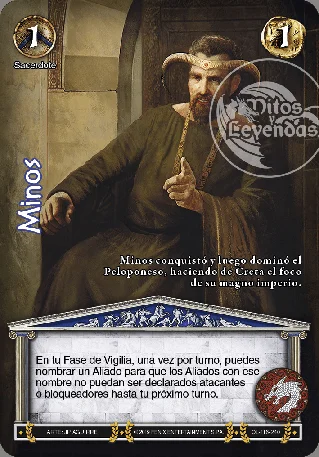 1
1
Sacerdote
Mitos y
Leyendas
Minos
Minos conquistó y luego dominó el
Peloponeso, haciendo de Creta el foco
de su magno imperio.
En tu Fase de Vigilia, una vez por turno, puedes
nombrar un Aliado para que los Aliados con ese
nombre no puedan ser declarados atacantes
o bloqueadores hasta tu próximo turno.